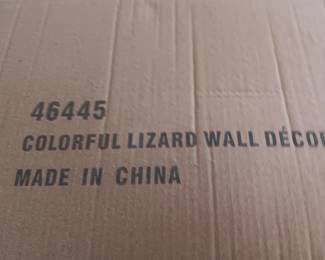 46445
COLORFUL LIZARD WALL DÉCOR
MADE IN CHINA